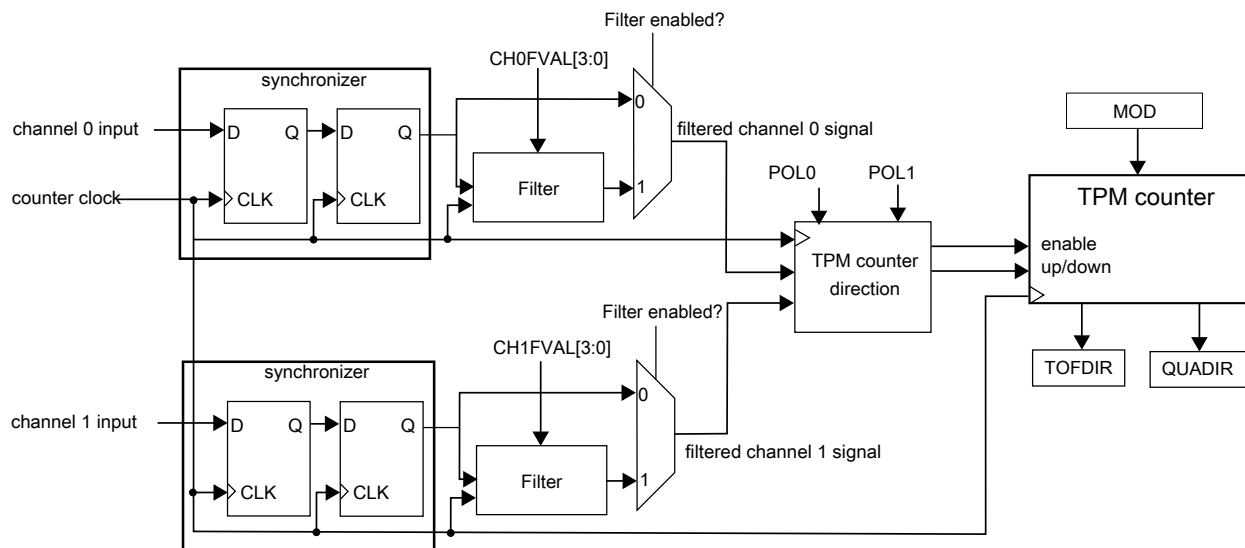 Filter enabled?
CH0FVAL[3:0]
synchronizer
0
MOD
channel 0 input
D Q D Q
filtered channel 0 signal
POL0 POL1
Filter
1
counter clock
CLK CLK
TPM counter
enable
up/down
TPM counter
direction
Filter enabled?
CH1FVAL[3:0]
synchronizer
TOFDIR QUADIR
0
channel 1 input
D Q D Q
filtered channel 1 signal
Filter
1
CLK CLK